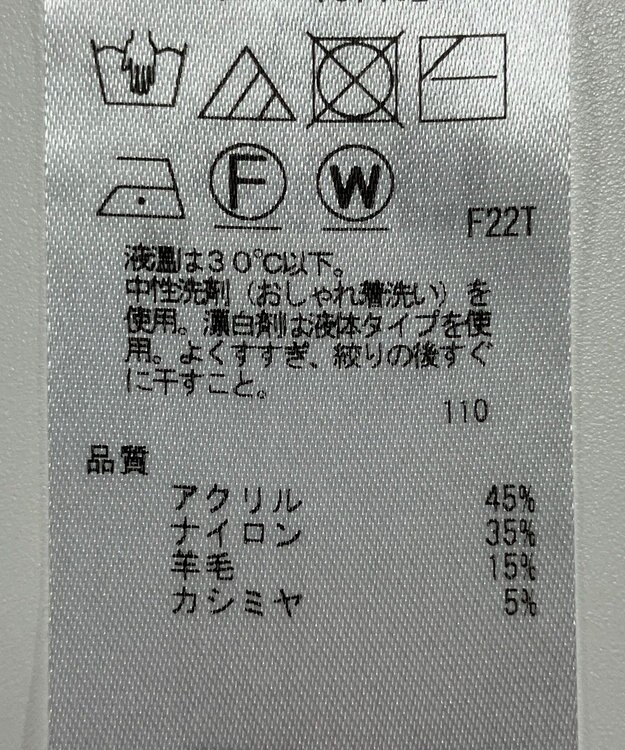 F
W
F22T
液温は３０℃以下。
中性洗剤（おしゃれ着洗い）を
使用。漂白剤は液体タイプを使
用。よくすすぎ、絞りの後すぐ
に干すこと。
110
品質
アクリル 45%
ナイロン 35%
羊毛 15%
カシミヤ 5%